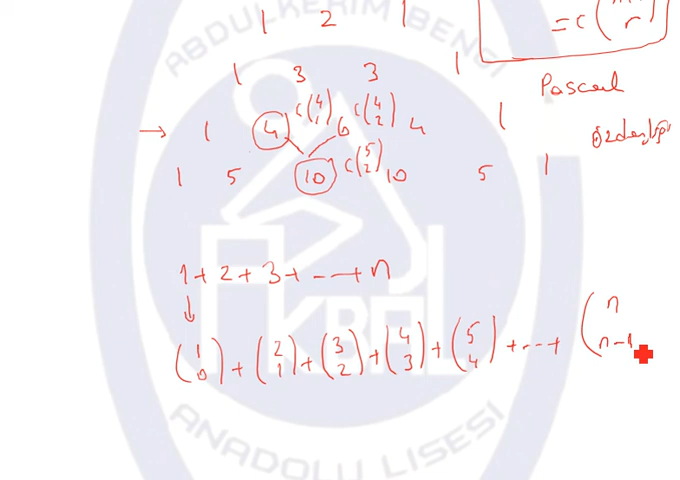 1 2 1
= C ( r )
1 3 3 1
Pascal
→ 1 4 C(4 1) 6 C(4 2) 4 1
1 5 10 C(5 2) 10 5 1
1 + 2 + 3 + ---- + n
↓
(1 0) + (2 1) + (3 2) + (4 3) + (5 4) + ---- + (n n-1
ABDULKERİM BENGİ
KBAL
ANADOLU LİSESİ